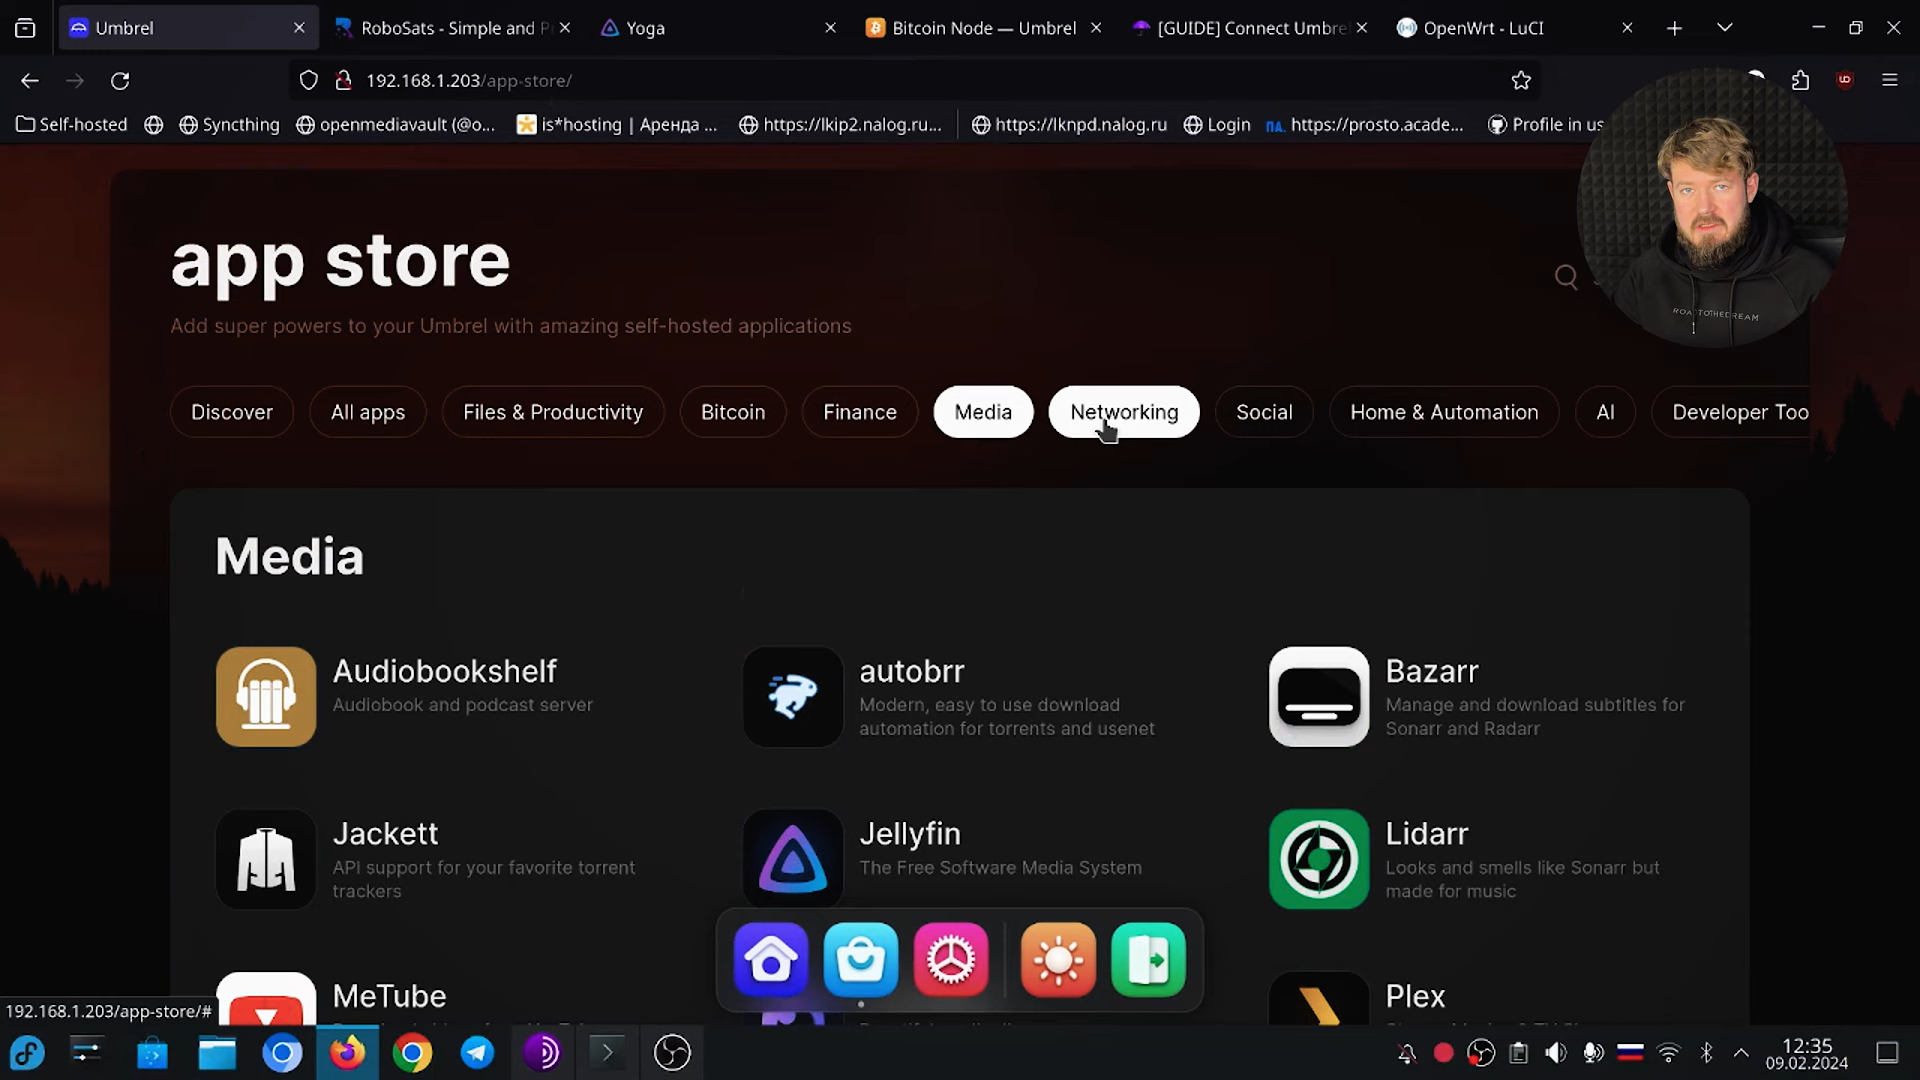 Umbrel
RoboSats - Simple and P
Yoga
Bitcoin Node — Umbrel
[GUIDE] Connect Umbre
OpenWrt - LuCI
192.168.1.203/app-store/
Self-hosted
Syncthing
openmediavault (@o...
is*hosting | Аренда ...
https://lkip2.nalog.ru...
https://lknpd.nalog.ru
Login
ПА.
https://prosto.acade...
Profile in us
app store
Add super powers to your Umbrel with amazing self-hosted applications
ROADTOTHEDREAM
Discover
All apps
Files & Productivity
Bitcoin
Finance
Media
Networking
Social
Home & Automation
AI
Developer Too
Media
Audiobookshelf
Audiobook and podcast server
autobrr
Modern, easy to use download
automation for torrents and usenet
Bazarr
Manage and download subtitles for
Sonarr and Radarr
Jackett
API support for your favorite torrent
trackers
Jellyfin
The Free Software Media System
Lidarr
Looks and smells like Sonarr but
made for music
MeTube
Plex
192.168.1.203/app-store/#
12:35
09.02.2024